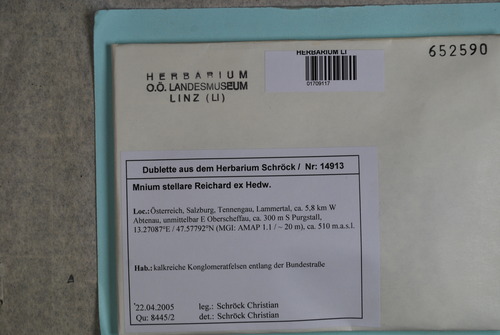 HERBARIUM
O.Ö. LANDESMUSEUM
LINZ (LI)
HERBARIUM LI
01709117
652590
Dublette aus dem Herbarium Schröck / Nr: 14913
Mnium stellare Reichard ex Hedw.
Loc.:Österreich, Salzburg, Tennengau, Lammertal, ca. 5,8 km W
Abtenau, unmittelbar E Oberscheffau, ca. 300 m S Purgstall,
13.27087°E / 47.57792°N (MGI: AMAP 1.1 / ~ 20 m), ca. 510 m.a.s.l.
Hab.:kalkreiche Konglomeratfelsen entlang der Bundestraße
22.04.2005 leg.: Schröck Christian
Qu: 8445/2 det.: Schröck Christian